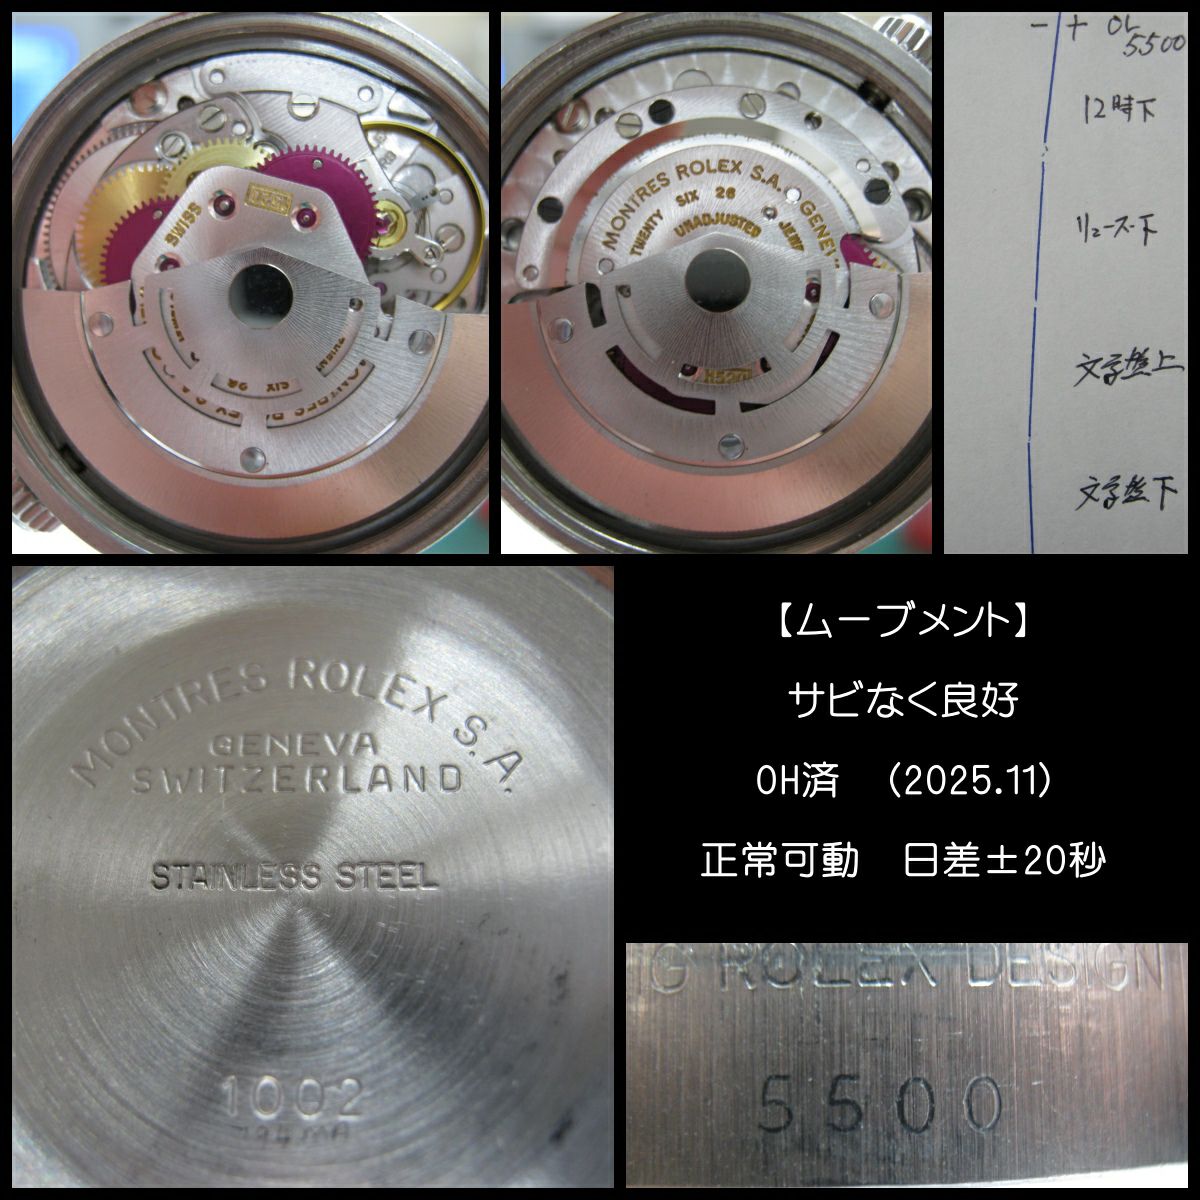 SWISS
MONTRES ROLEX S.A. GENEVA
TWENTY SIX 26
UNADJUSTED
- + OL
5500
12時下
リューズ下
文字盤上
文字盤下
MONTRES ROLEX S.A.
GENEVA
SWITZERLAND
STAINLESS STEEL
1002
【ムーブメント】
サビなく良好
OH済 (2025.11)
正常可動 日差±20秒
G ROLEX DESIGN
5500